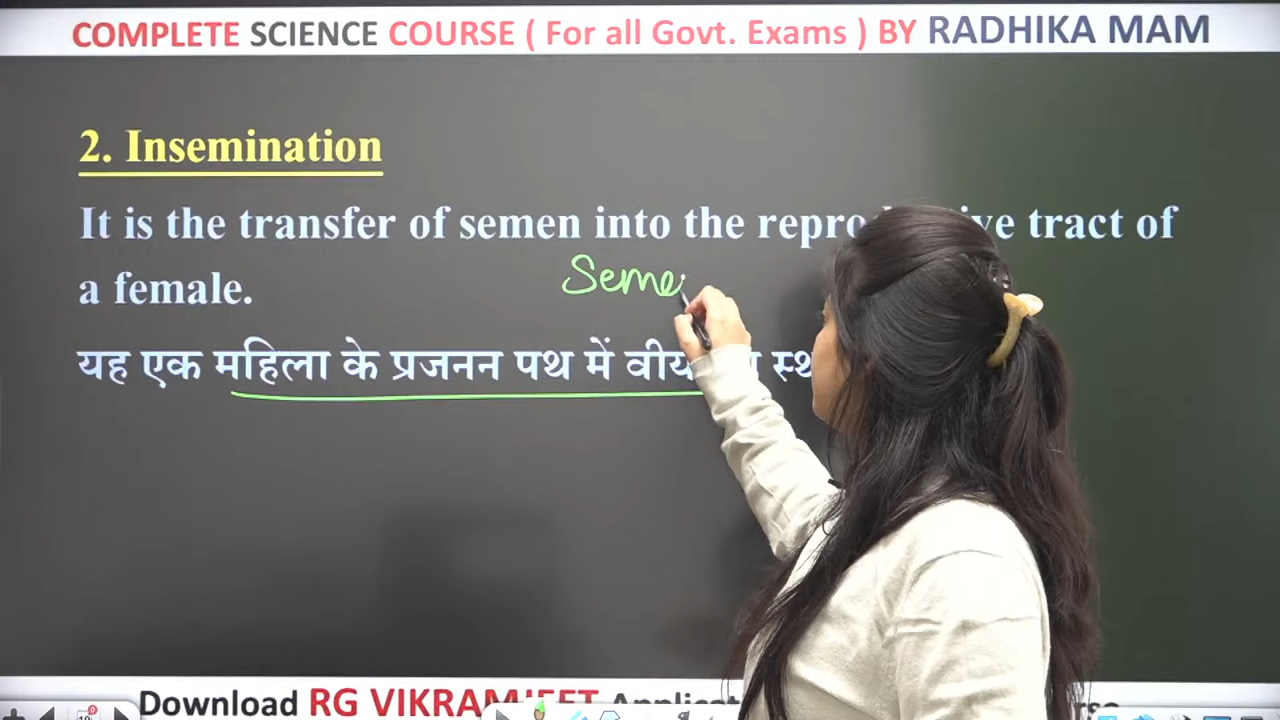 COMPLETE SCIENCE COURSE ( For all Govt. Exams ) BY RADHIKA MAM
2. Insemination
It is the transfer of semen into the tract of
a female.
Seme
यह एक महिला के प्रजनन पथ में
Download RG VIKRAMJEET